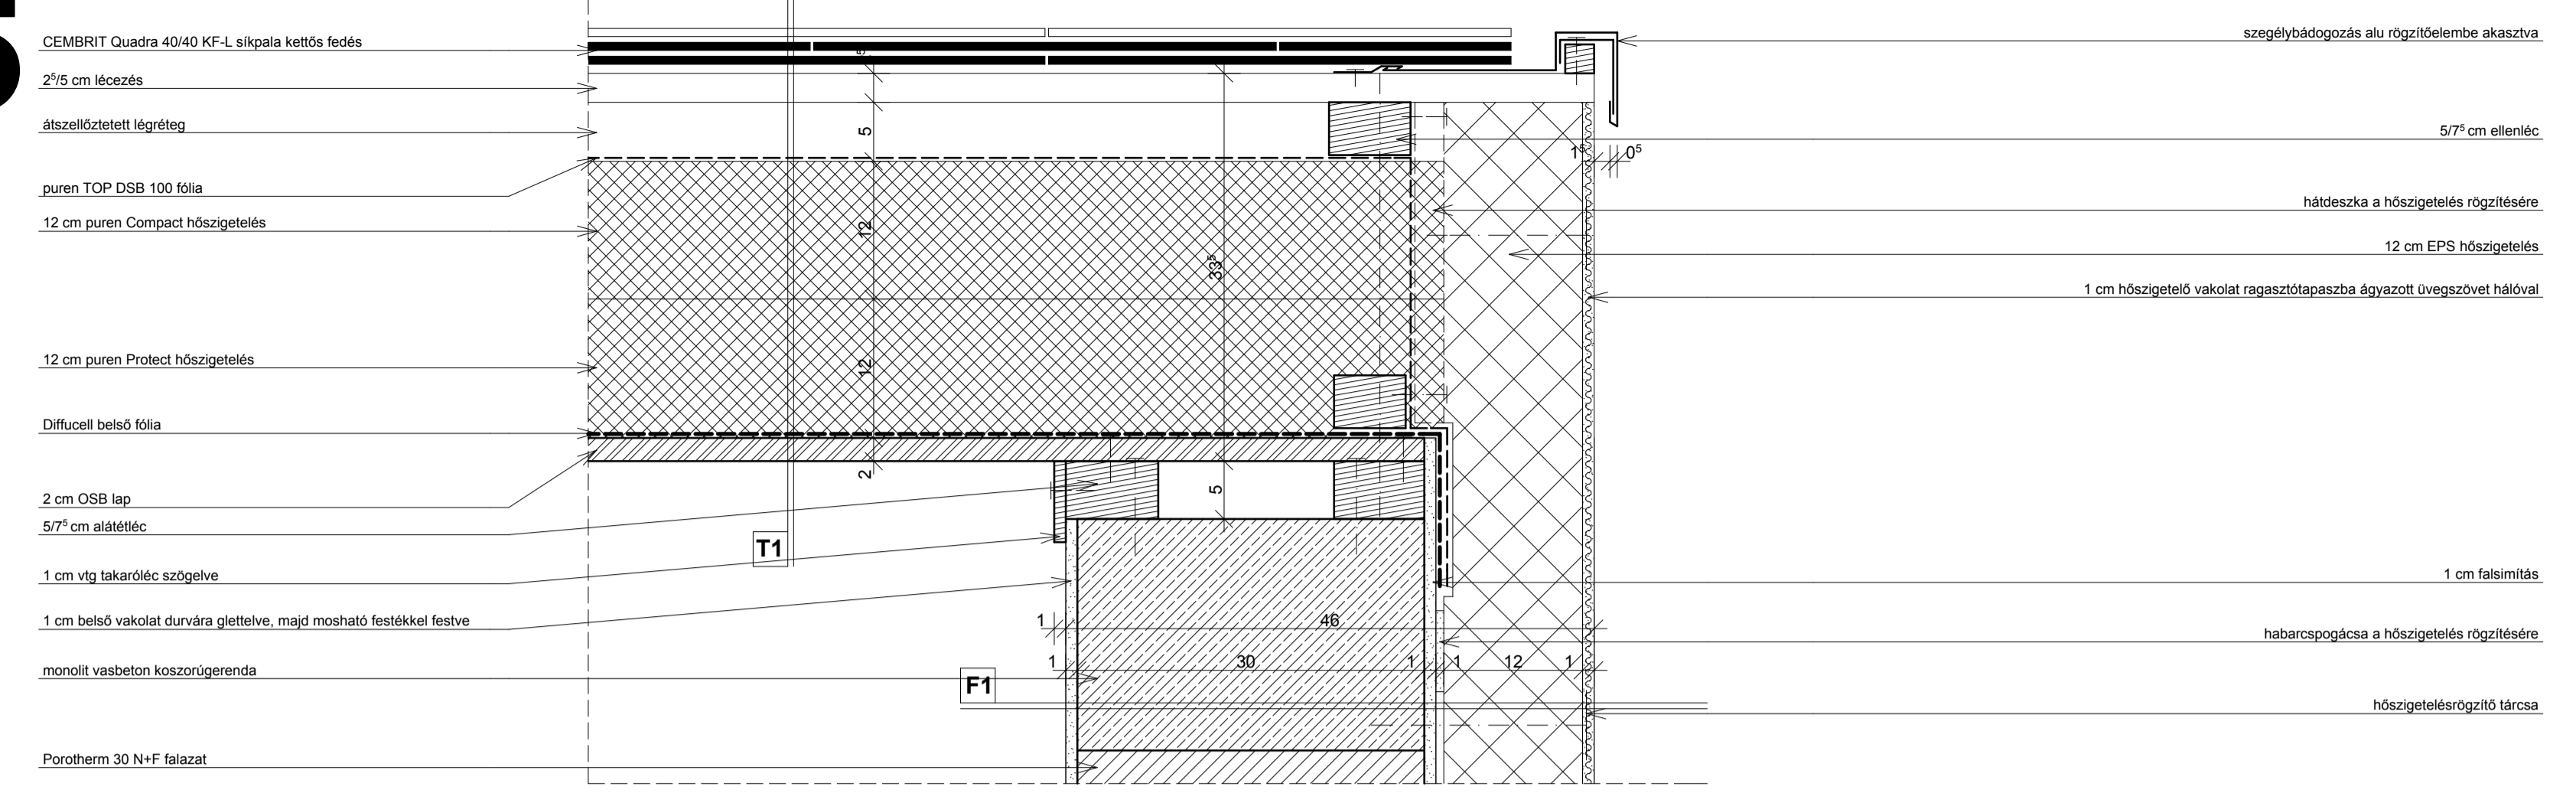 CEMBRIT Quadra 40/40 KF-L síkpala kettős fedés
2⁵/5 cm lécezés
átszellőztetett légréteg
puren TOP DSB 100 fólia
12 cm puren Compact hőszigetelés
12 cm puren Protect hőszigetelés
Diffucell belső fólia
2 cm OSB lap
5/7⁵ cm alátétléc
1 cm vtg takaróléc szögelve
1 cm belső vakolat durvára glettelve, majd mosható festékkel festve
monolit vasbeton koszorúgerenda
Porotherm 30 N+F falazat
5
5
12
12
2
33⁵
5
T1
F1
1
46
1
30
1
1
12
1
1⁵
0⁵
szegélybádogozás alu rögzítőelembe akasztva
5/7⁵ cm ellenléc
hátdeszka a hőszigetelés rögzítésére
12 cm EPS hőszigetelés
1 cm hőszigetelő vakolat ragasztótapaszba ágyazott üvegszövet hálóval
1 cm falsimítás
habarcspogácsa a hőszigetelés rögzítésére
hőszigetelésrögzítő tárcsa